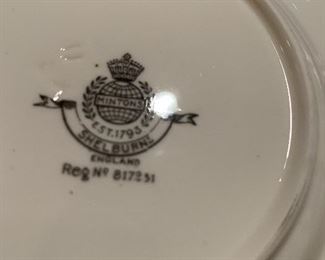 MINTONS
EST. 1793
SHELBURNE
ENGLAND
Reg Nº 817251